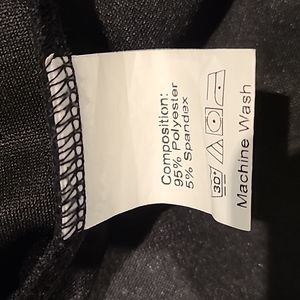 Composition:
95% Polyester
5% Spandex
30°
Machine Wash